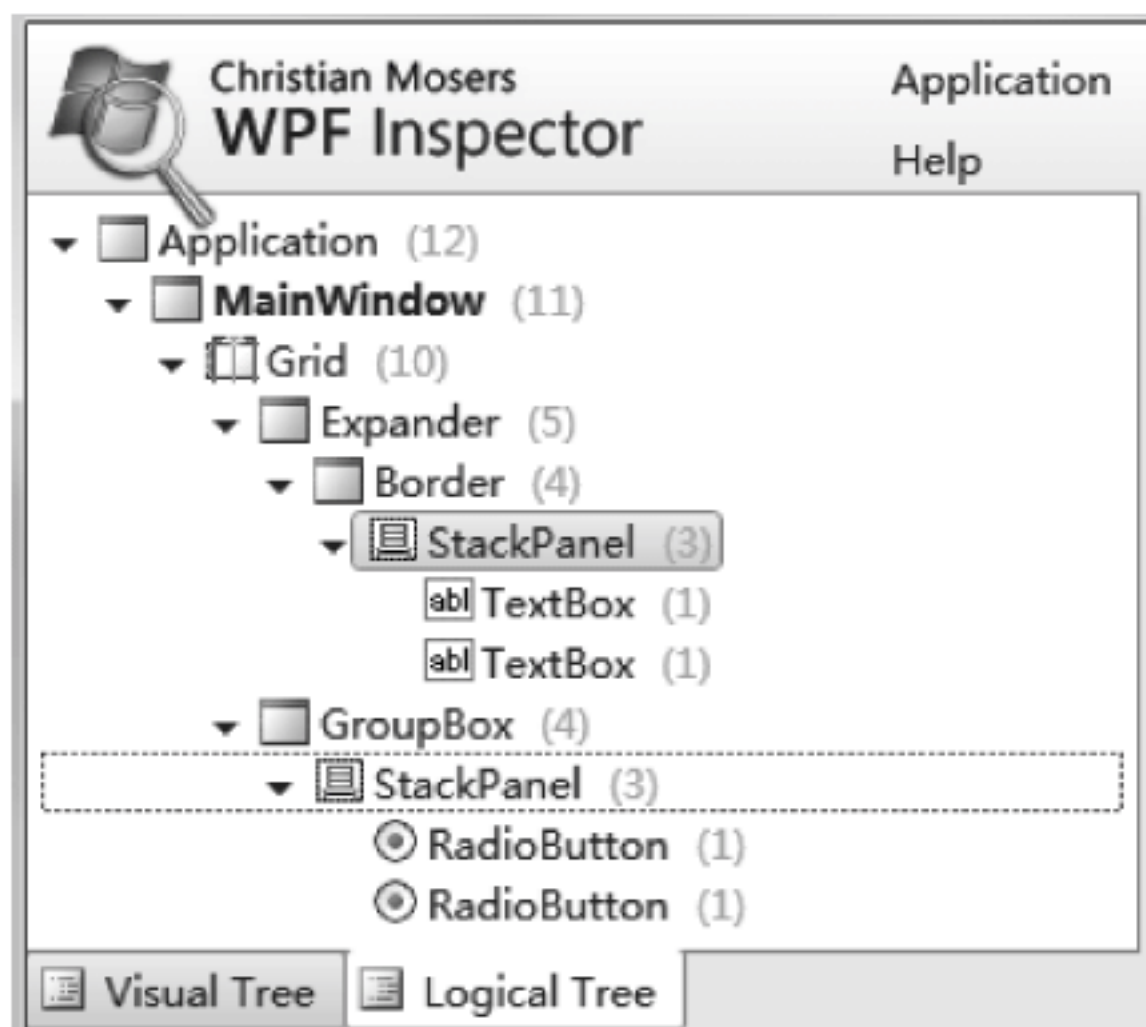 Christian Mosers
WPF Inspector
Application
Help
Application (12)
MainWindow (11)
Grid (10)
Expander (5)
Border (4)
StackPanel (3)
abl TextBox (1)
abl TextBox (1)
GroupBox (4)
StackPanel (3)
RadioButton (1)
RadioButton (1)
Visual Tree
Logical Tree